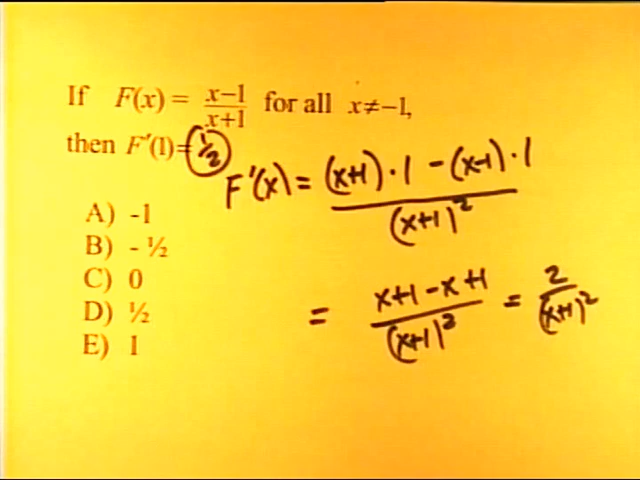 If F(x) = x−1/x+1 for all x≠−1,
then F′(1)= 1/2
F'(x) = (x+1)·1 − (x-1)·1 / (x+1)²
A) -1
B) - ½
C) 0
D) ½
E) 1
= x+1 − x+1 / (x+1)² = 2 / (x+1)²